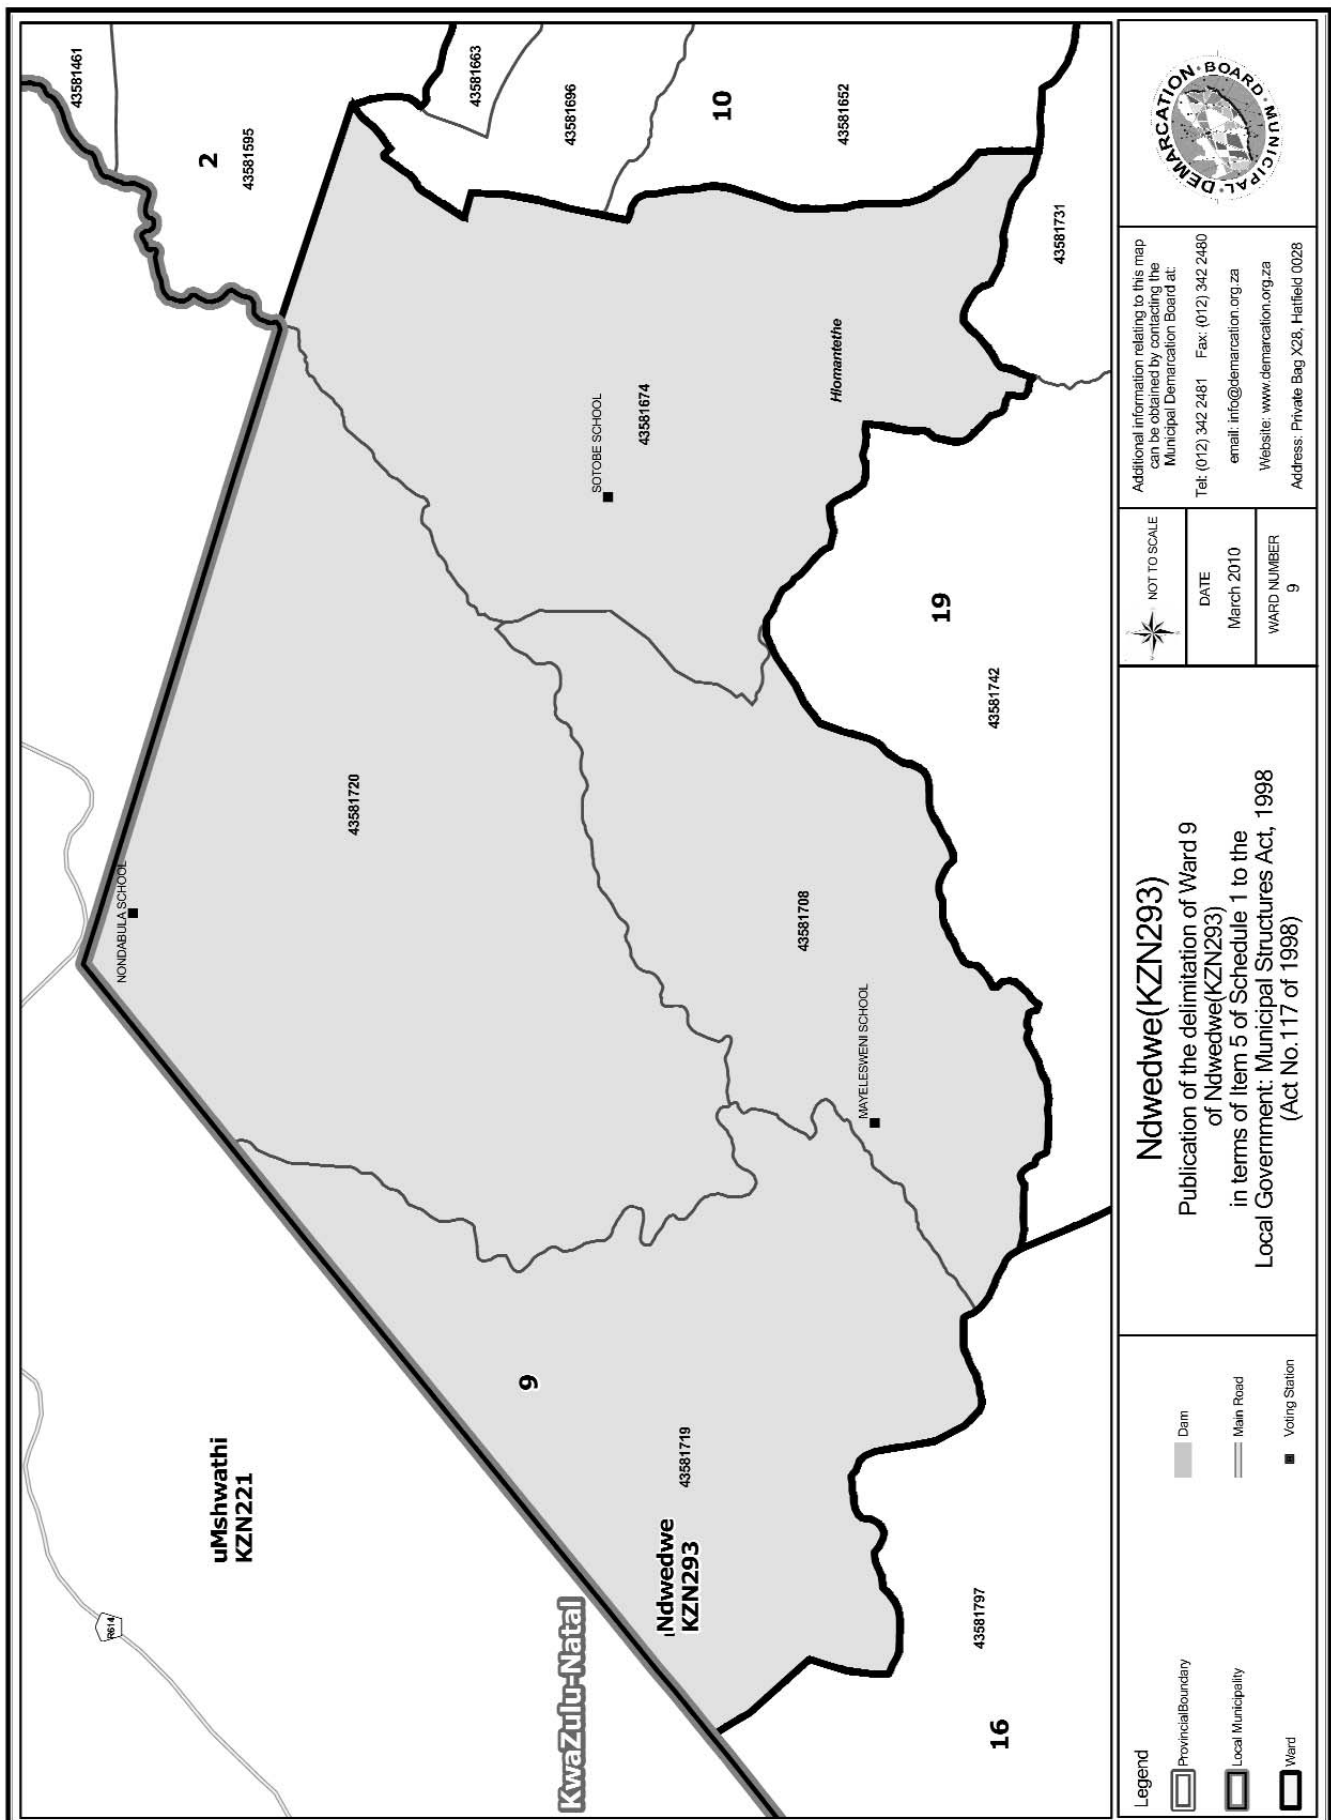 uMshwathi
KZN221
R614
KwaZulu-Natal
Ndwedwe
KZN293
9
16
19
10
2
43581461
43581595
43581663
43581696
43581652
43581731
43581674
43581720
43581708
43581742
43581719
43581797
NONDABULA SCHOOL
SOTOBE SCHOOL
MAYELESWENI SCHOOL
Hlomantethe
Legend
ProvincialBoundary
Local Municipality
Ward
Dam
Main Road
Voting Station
Ndwedwe(KZN293)
Publication of the delimitation of Ward 9
of Ndwedwe(KZN293)
in terms of Item 5 of Schedule 1 to the
Local Government: Municipal Structures Act, 1998
(Act No.117 of 1998)
NOT TO SCALE
DATE
March 2010
WARD NUMBER
9
Additional information relating to this map
can be obtained by contacting the
Municipal Demarcation Board at:
Tel: (012) 342 2481 Fax: (012) 342 2480
email: info@demarcation.org.za
Website: www.demarcation.org.za
Address: Private Bag X28, Hatfield 0028
MUNICIPAL · DEMARCATION · BOARD ·